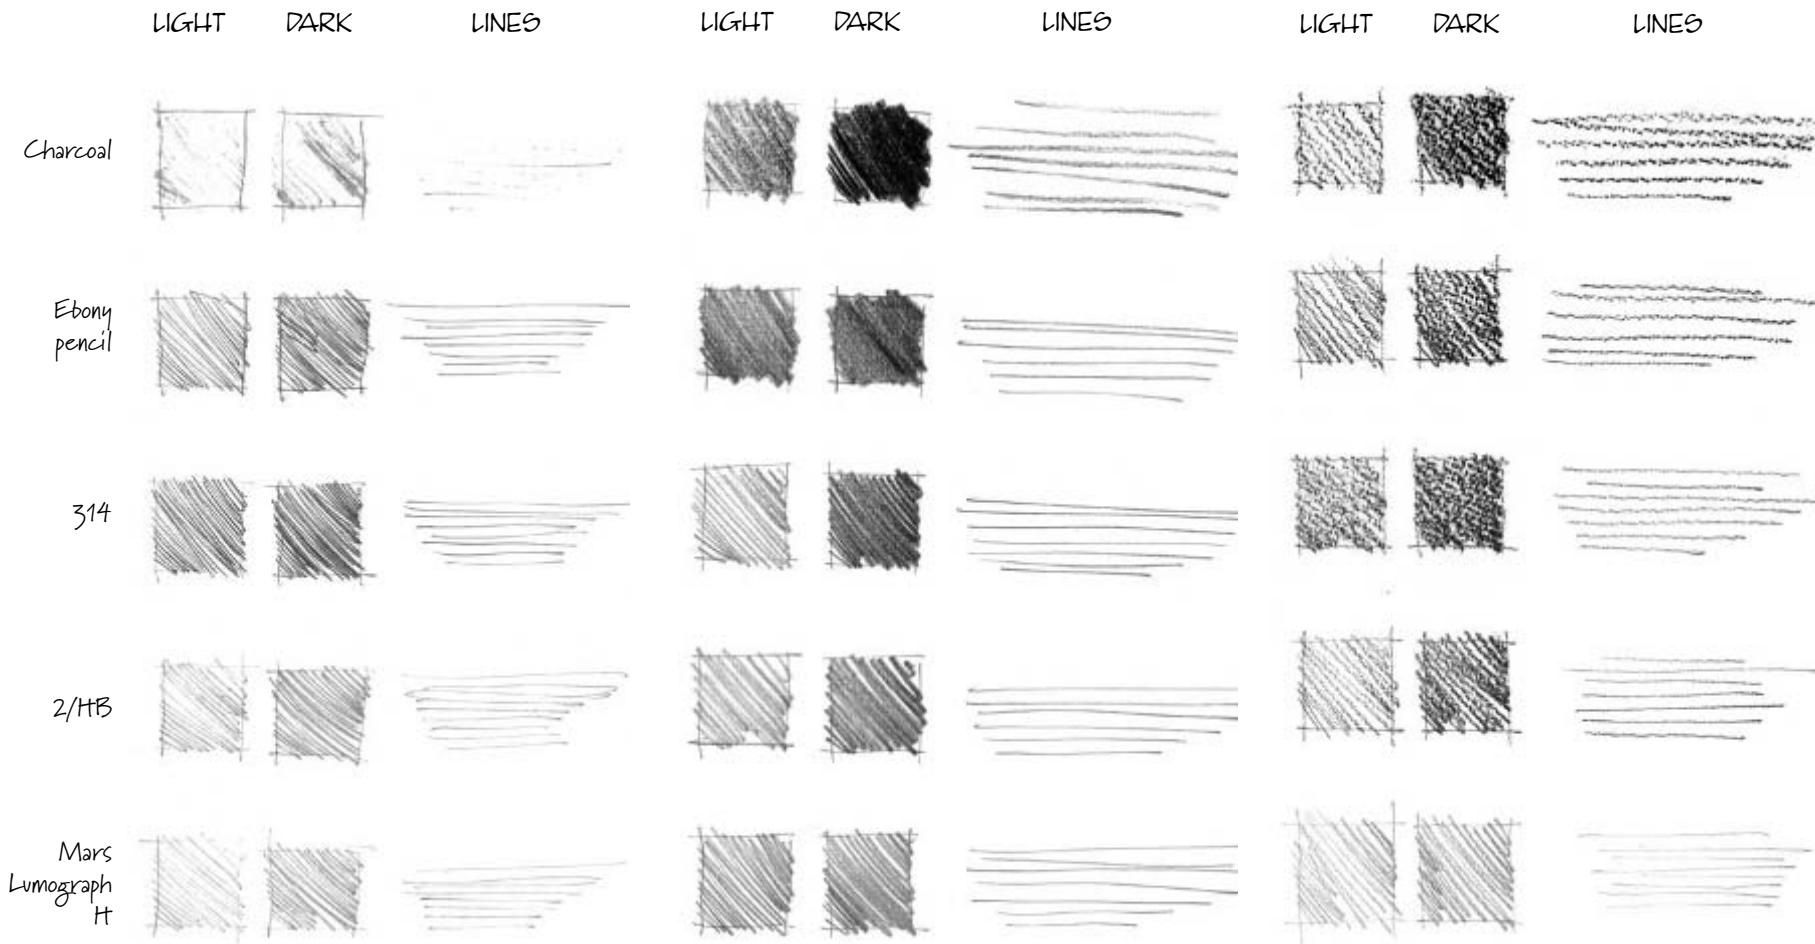 LIGHT DARK LINES LIGHT DARK LINES LIGHT DARK LINES
Charcoal
Ebony
pencil
314
2/HB
Mars
Lumograph
H